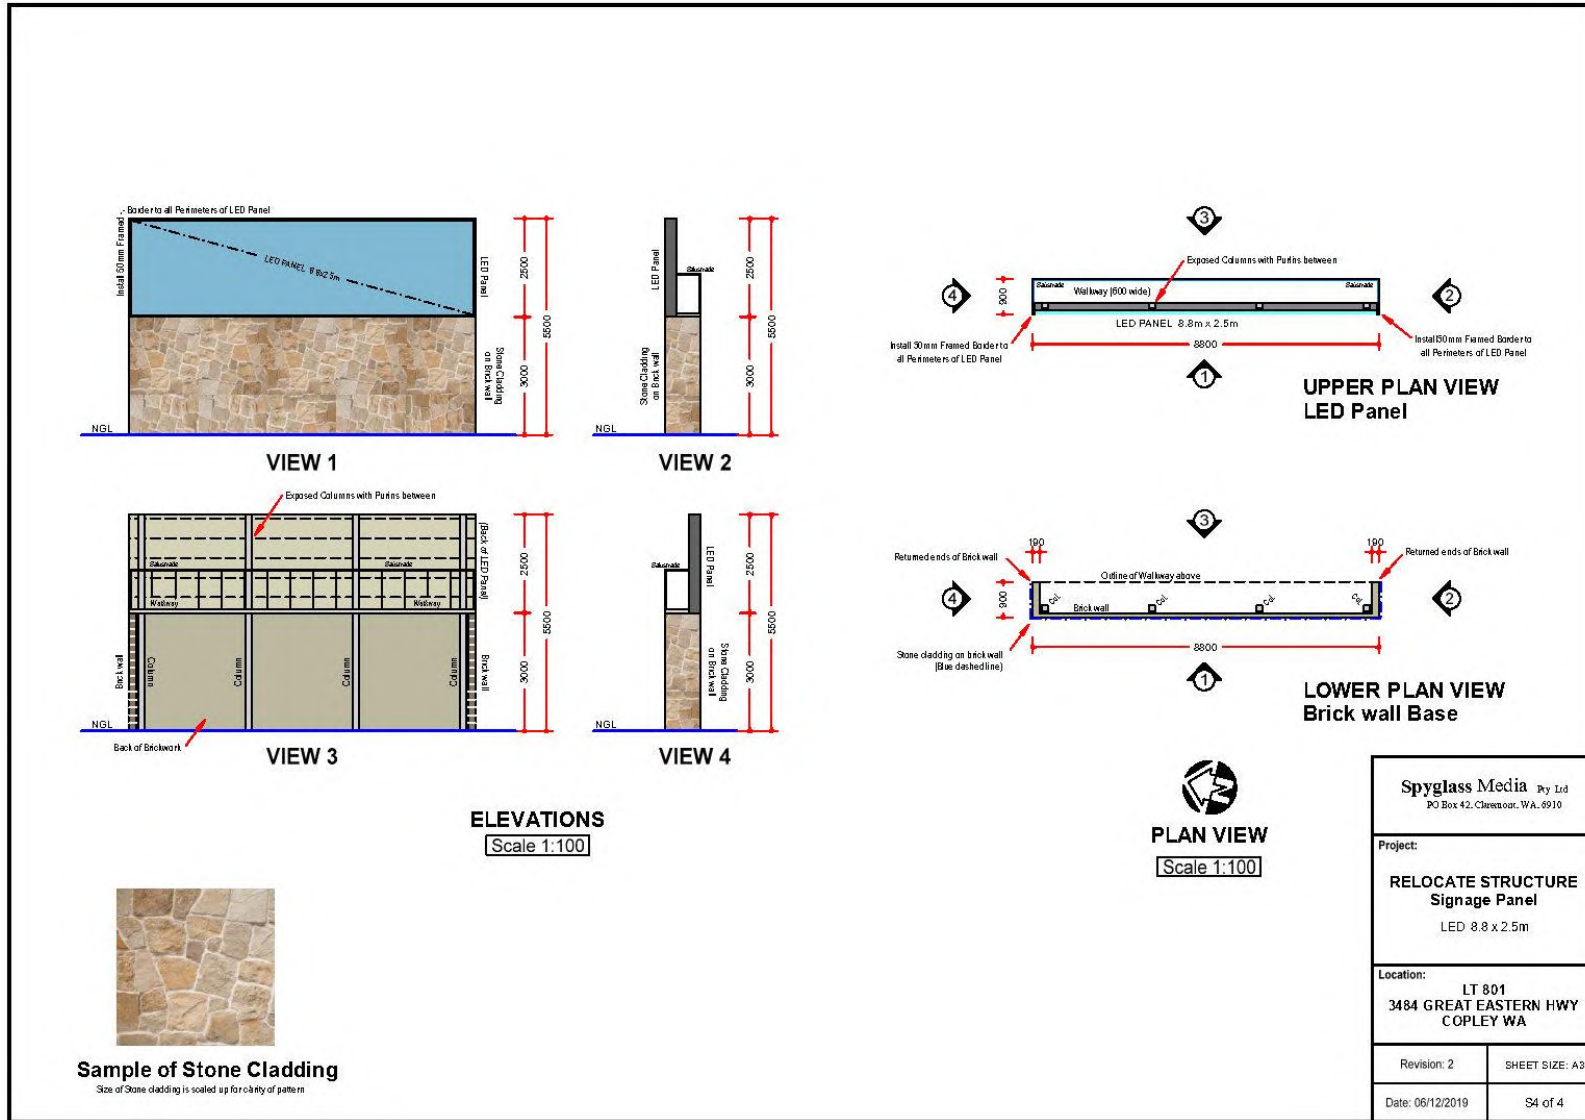 Install 50mm Framed - Border to all Perimeters of LED Panel
LED PANEL 8.8x2.5m
LED Panel
2500
5500
3000
Stone Cladding
on Brick wall
NGL
VIEW 1
LED Panel
Balustrade
2500
5500
3000
Stone Cladding
on Brick wall
NGL
VIEW 2
Exposed Columns with Purlins between
(Back of LED Panel)
Balustrade
Balustrade
Walkway
Walkway
2500
5500
3000
Brick wall
Column
Column
Column
Column
Brick wall
NGL
Back of Brickwork
VIEW 3
Balustrade
LED Panel
2500
5500
3000
Stone Cladding
on Brick wall
NGL
VIEW 4
ELEVATIONS
Scale 1:100
Sample of Stone Cladding
Size of Stone cladding is scaled up for clarity of pattern
3
Exposed Columns with Purlins between
4
900
Balustrade
Walkway (600 wide)
Balustrade
2
LED PANEL 8.8m x 2.5m
Install 50mm Framed Border to
all Perimeters of LED Panel
8800
Install 50mm Framed Border to
all Perimeters of LED Panel
1
UPPER PLAN VIEW
LED Panel
3
190
190
Returned ends of Brick wall
Returned ends of Brick wall
Outline of Walkway above
4
900
Col.
Brick wall
Col.
Col.
Col.
2
Stone cladding on brick wall
(Blue dashed line)
8800
1
LOWER PLAN VIEW
Brick wall Base
N
PLAN VIEW
Scale 1:100
Spyglass Media Pty Ltd
PO Box 42, Claremont, WA, 6910
Project:
RELOCATE STRUCTURE
Signage Panel
LED 8.8 x 2.5m
Location:
LT 801
3484 GREAT EASTERN HWY
COPLEY WA
Revision: 2
SHEET SIZE: A3
Date: 06/12/2019
S4 of 4